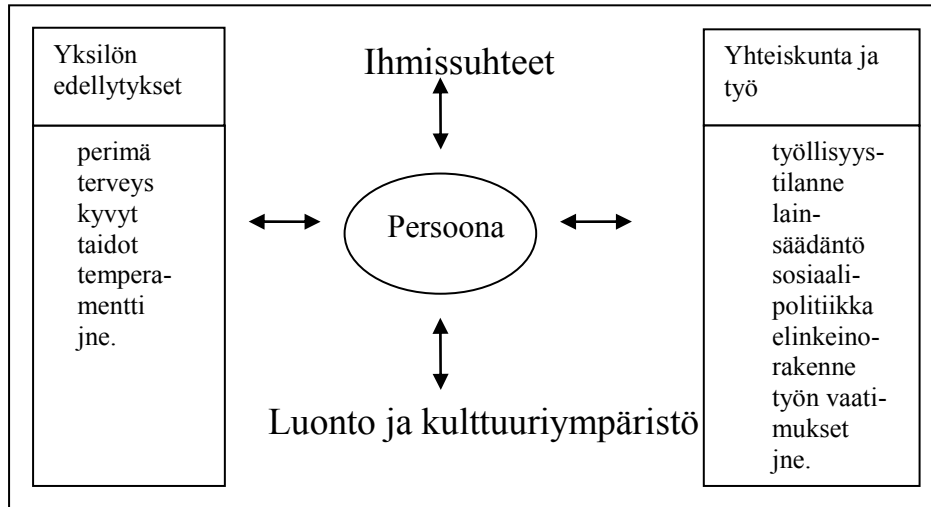 Yksilön
edellytykset
perimä
terveys
kyvyt
taidot
tempera-
mentti
jne.
Ihmissuhteet
Persoona
Luonto ja kulttuuriympäristö
Yhteiskunta ja
työ
työllisyys-
tilanne
lain-
säädäntö
sosiaali-
politiikka
elinkeino-
rakenne
työn vaati-
mukset
jne.